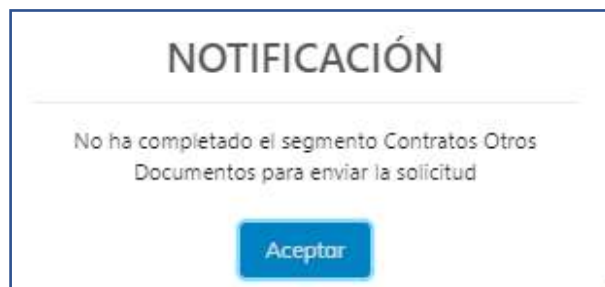 NOTIFICACIÓN
No ha completado el segmento Contratos Otros
Documentos para enviar la solicitud
Aceptar